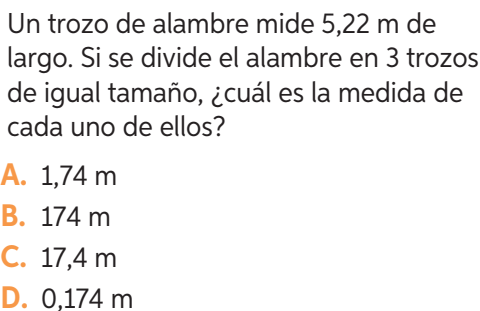 Un trozo de alambre mide 5,22 m de
largo. Si se divide el alambre en 3 trozos
de igual tamaño, ¿cuál es la medida de
cada uno de ellos?
A. 1,74 m
B. 174 m
C. 17,4 m
D. 0,174 m